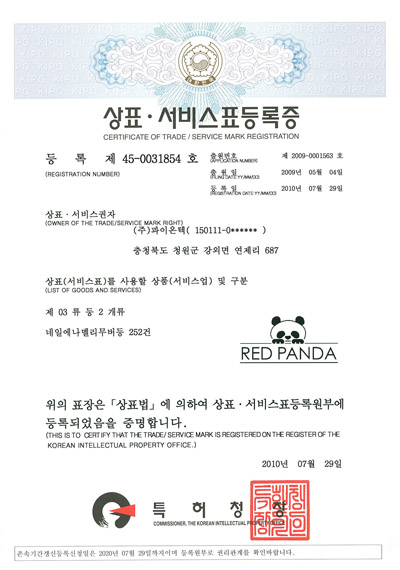 상표·서비스표등록증
CERTIFICATE OF TRADE / SERVICE MARK REGISTRATION
등 록 제 45-0031854 호
(REGISTRATION NUMBER)
출원번호 제 2009-0001563 호
(APPLICATION NUMBER)
출 원 일 2009년 05월 04일
(FILING DATE:YY/MM/DD)
등 록 일 2010년 07월 29일
(REGISTRATION DATE:YY/MM/DD)
상표·서비스권자
(OWNER OF THE TRADE/SERVICE MARK RIGHT)
(주)파이온텍( 150111-0****** )
충청북도 청원군 강외면 연제리 687
상표(서비스표)를 사용할 상품(서비스업) 및 구분
(LIST OF GOODS AND SERVICES)
제 03 류 등 2 개류
네일에나멜리무버등 252건
RED PANDA
위의 표장은 「상표법」에 의하여 상표·서비스표등록원부에
등록되었음을 증명합니다.
(THIS IS TO CERTIFY THAT THE TRADE/ SERVICE MARK IS REGISTERED ON THE REGISTER OF THE
KOREAN INTELLECTUAL PROPERTY OFFICE.)
2010년 07월 29일
특 허 청 장
COMMISSIONER, THE KOREAN INTELLECTUAL PROPERTY OFFICE
존속기간갱신등록신청일은 2020년 07월 29일까지이며 등록원부로 권리관계를 확인바랍니다.